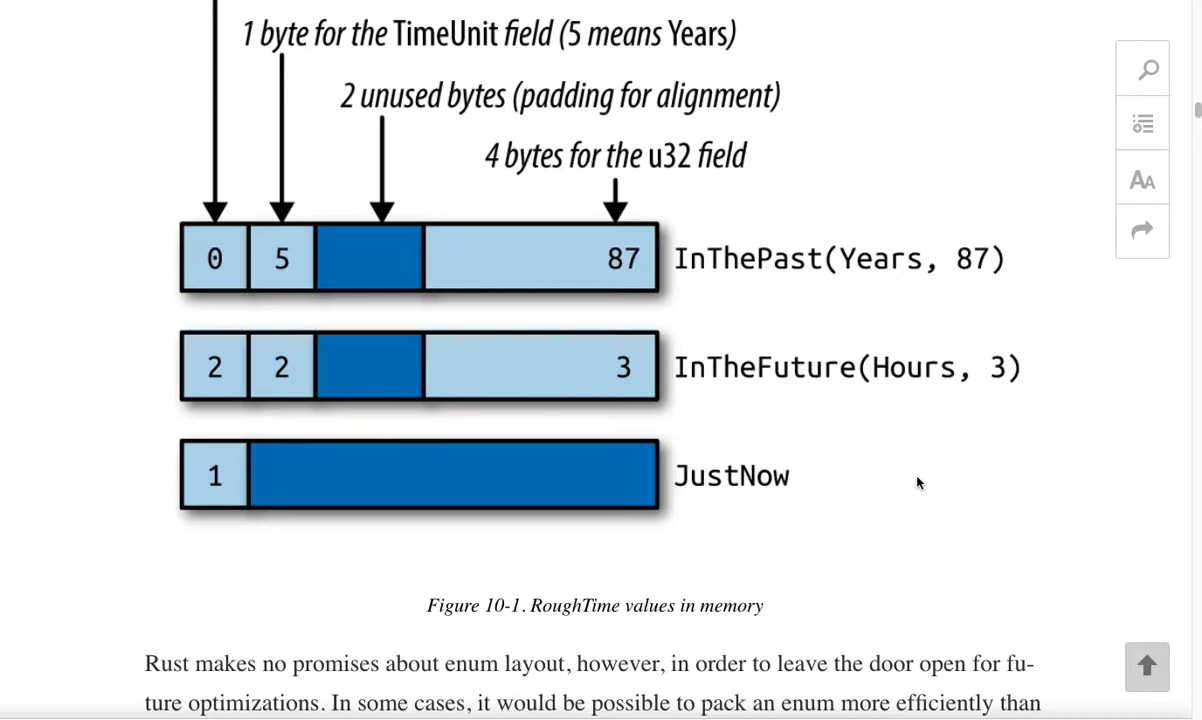 1 byte for the TimeUnit field (5 means Years)
2 unused bytes (padding for alignment)
4 bytes for the u32 field
0 5 87 InThePast(Years, 87)
2 2 3 InTheFuture(Hours, 3)
1 JustNow
Figure 10-1. RoughTime values in memory
Rust makes no promises about enum layout, however, in order to leave the door open for fu-
ture optimizations. In some cases, it would be possible to pack an enum more efficiently than
AA